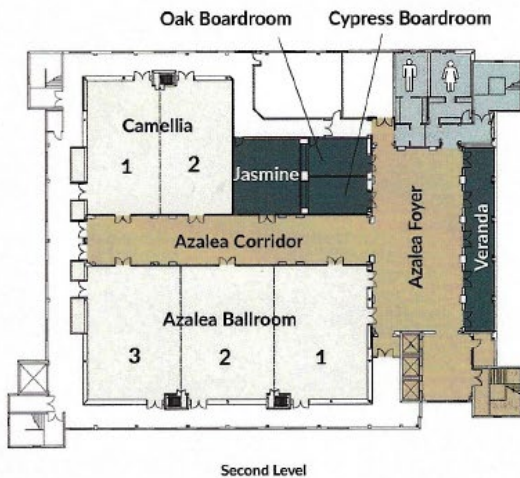 Oak Boardroom
Cypress Boardroom
Camellia
1
2
Jasmine
Azalea Corridor
Azalea Foyer
Veranda
Azalea Ballroom
3
2
1
Second Level